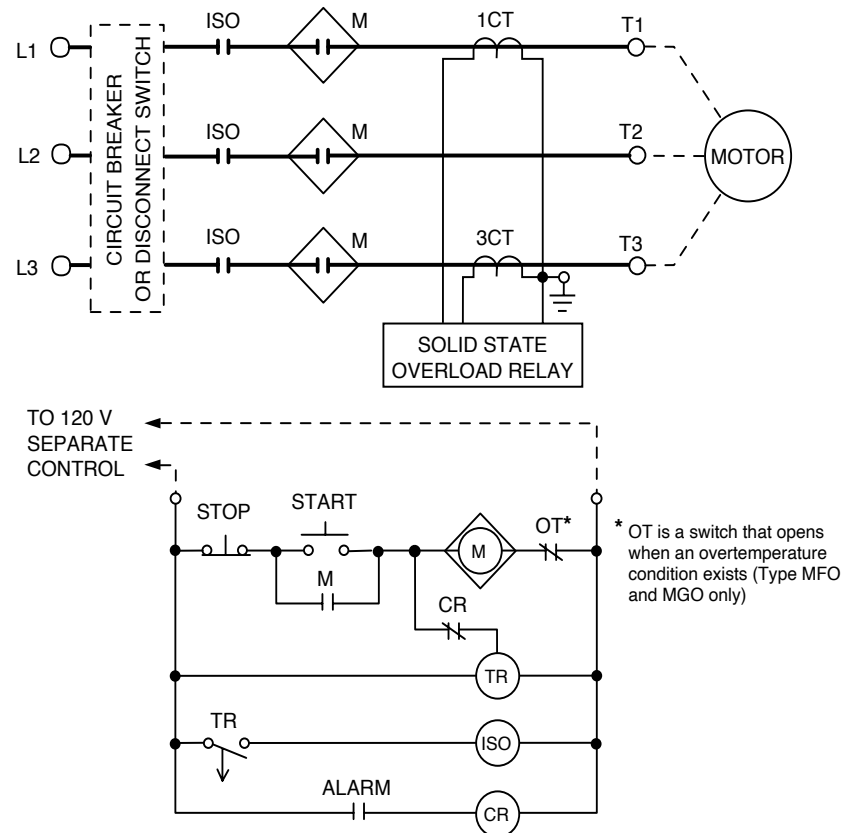 ISO M 1CT T1
L1
ISO M T2
L2
CIRCUIT BREAKER
OR DISCONNECT SWITCH
MOTOR
ISO M 3CT T3
L3
SOLID STATE
OVERLOAD RELAY
TO 120 V
SEPARATE
CONTROL
STOP START OT*
M
* OT is a switch that opens
when an overtemperature
condition exists (Type MFO
and MGO only)
M
CR
TR
TR
ISO
ALARM
CR